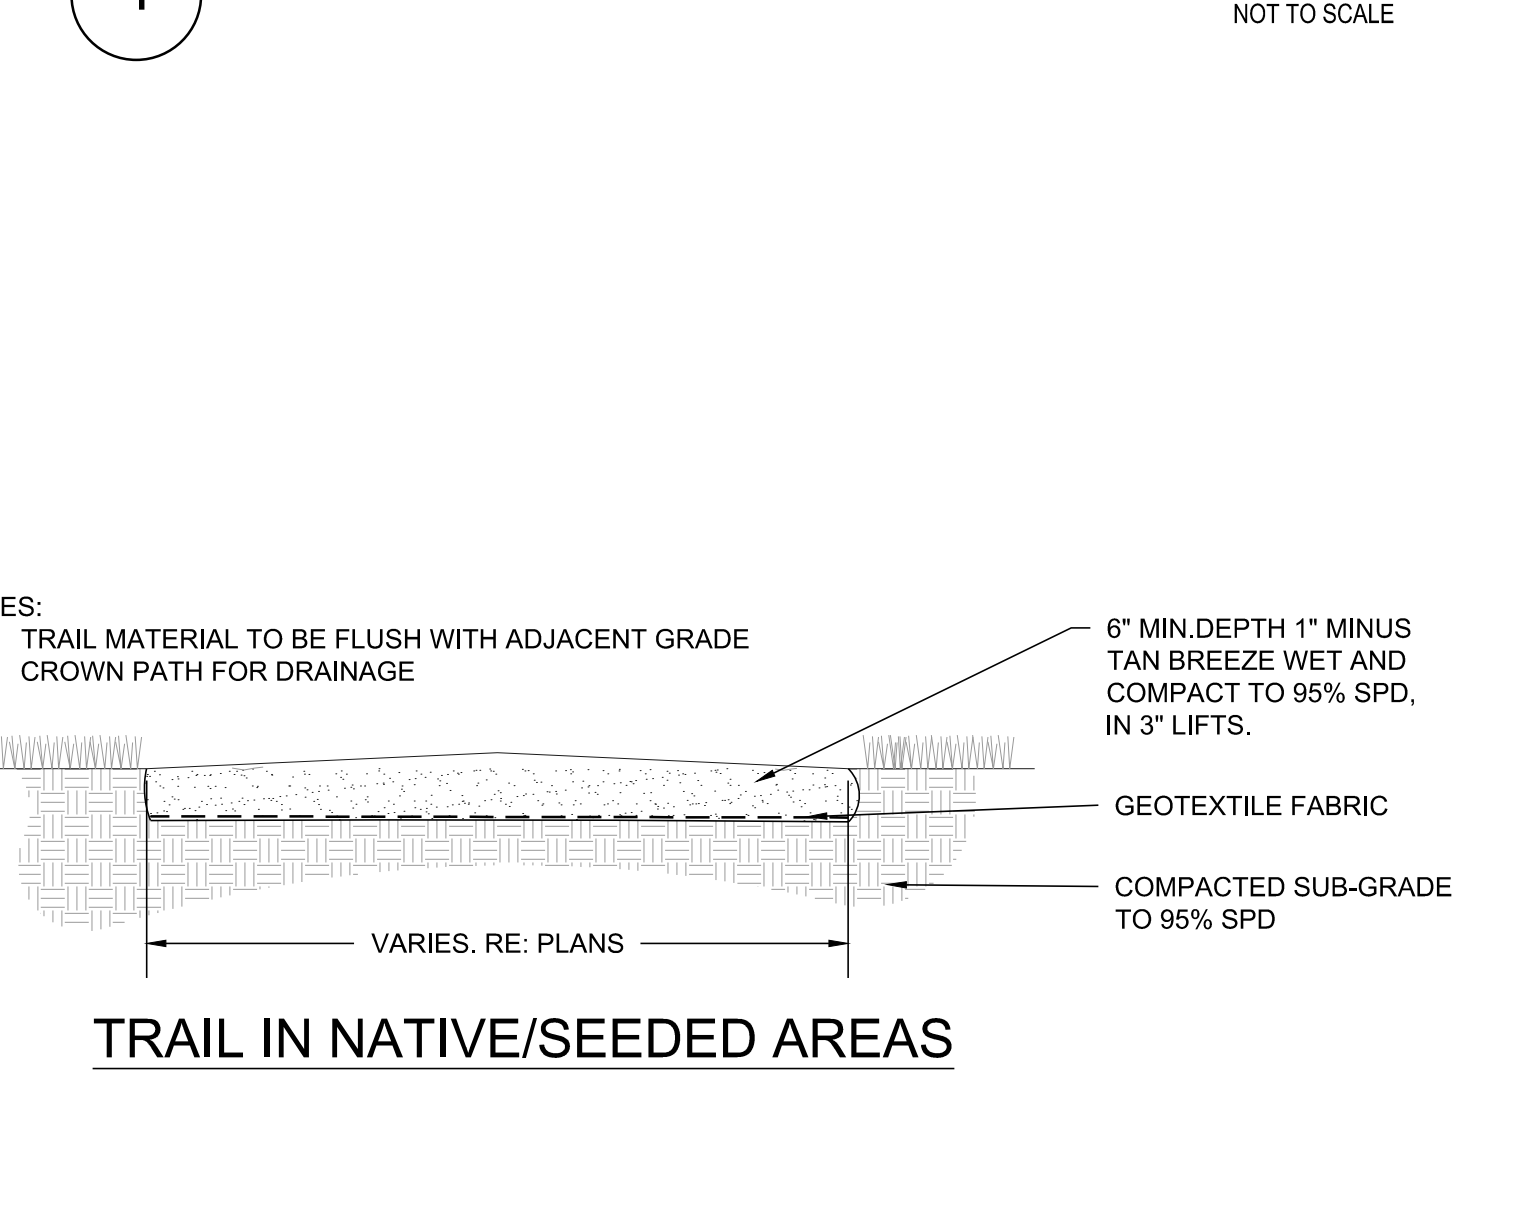 NOT TO SCALE
ES:
TRAIL MATERIAL TO BE FLUSH WITH ADJACENT GRADE
CROWN PATH FOR DRAINAGE
6" MIN.DEPTH 1" MINUS
TAN BREEZE WET AND
COMPACT TO 95% SPD,
IN 3" LIFTS.
GEOTEXTILE FABRIC
COMPACTED SUB-GRADE
TO 95% SPD
VARIES. RE: PLANS
TRAIL IN NATIVE/SEEDED AREAS